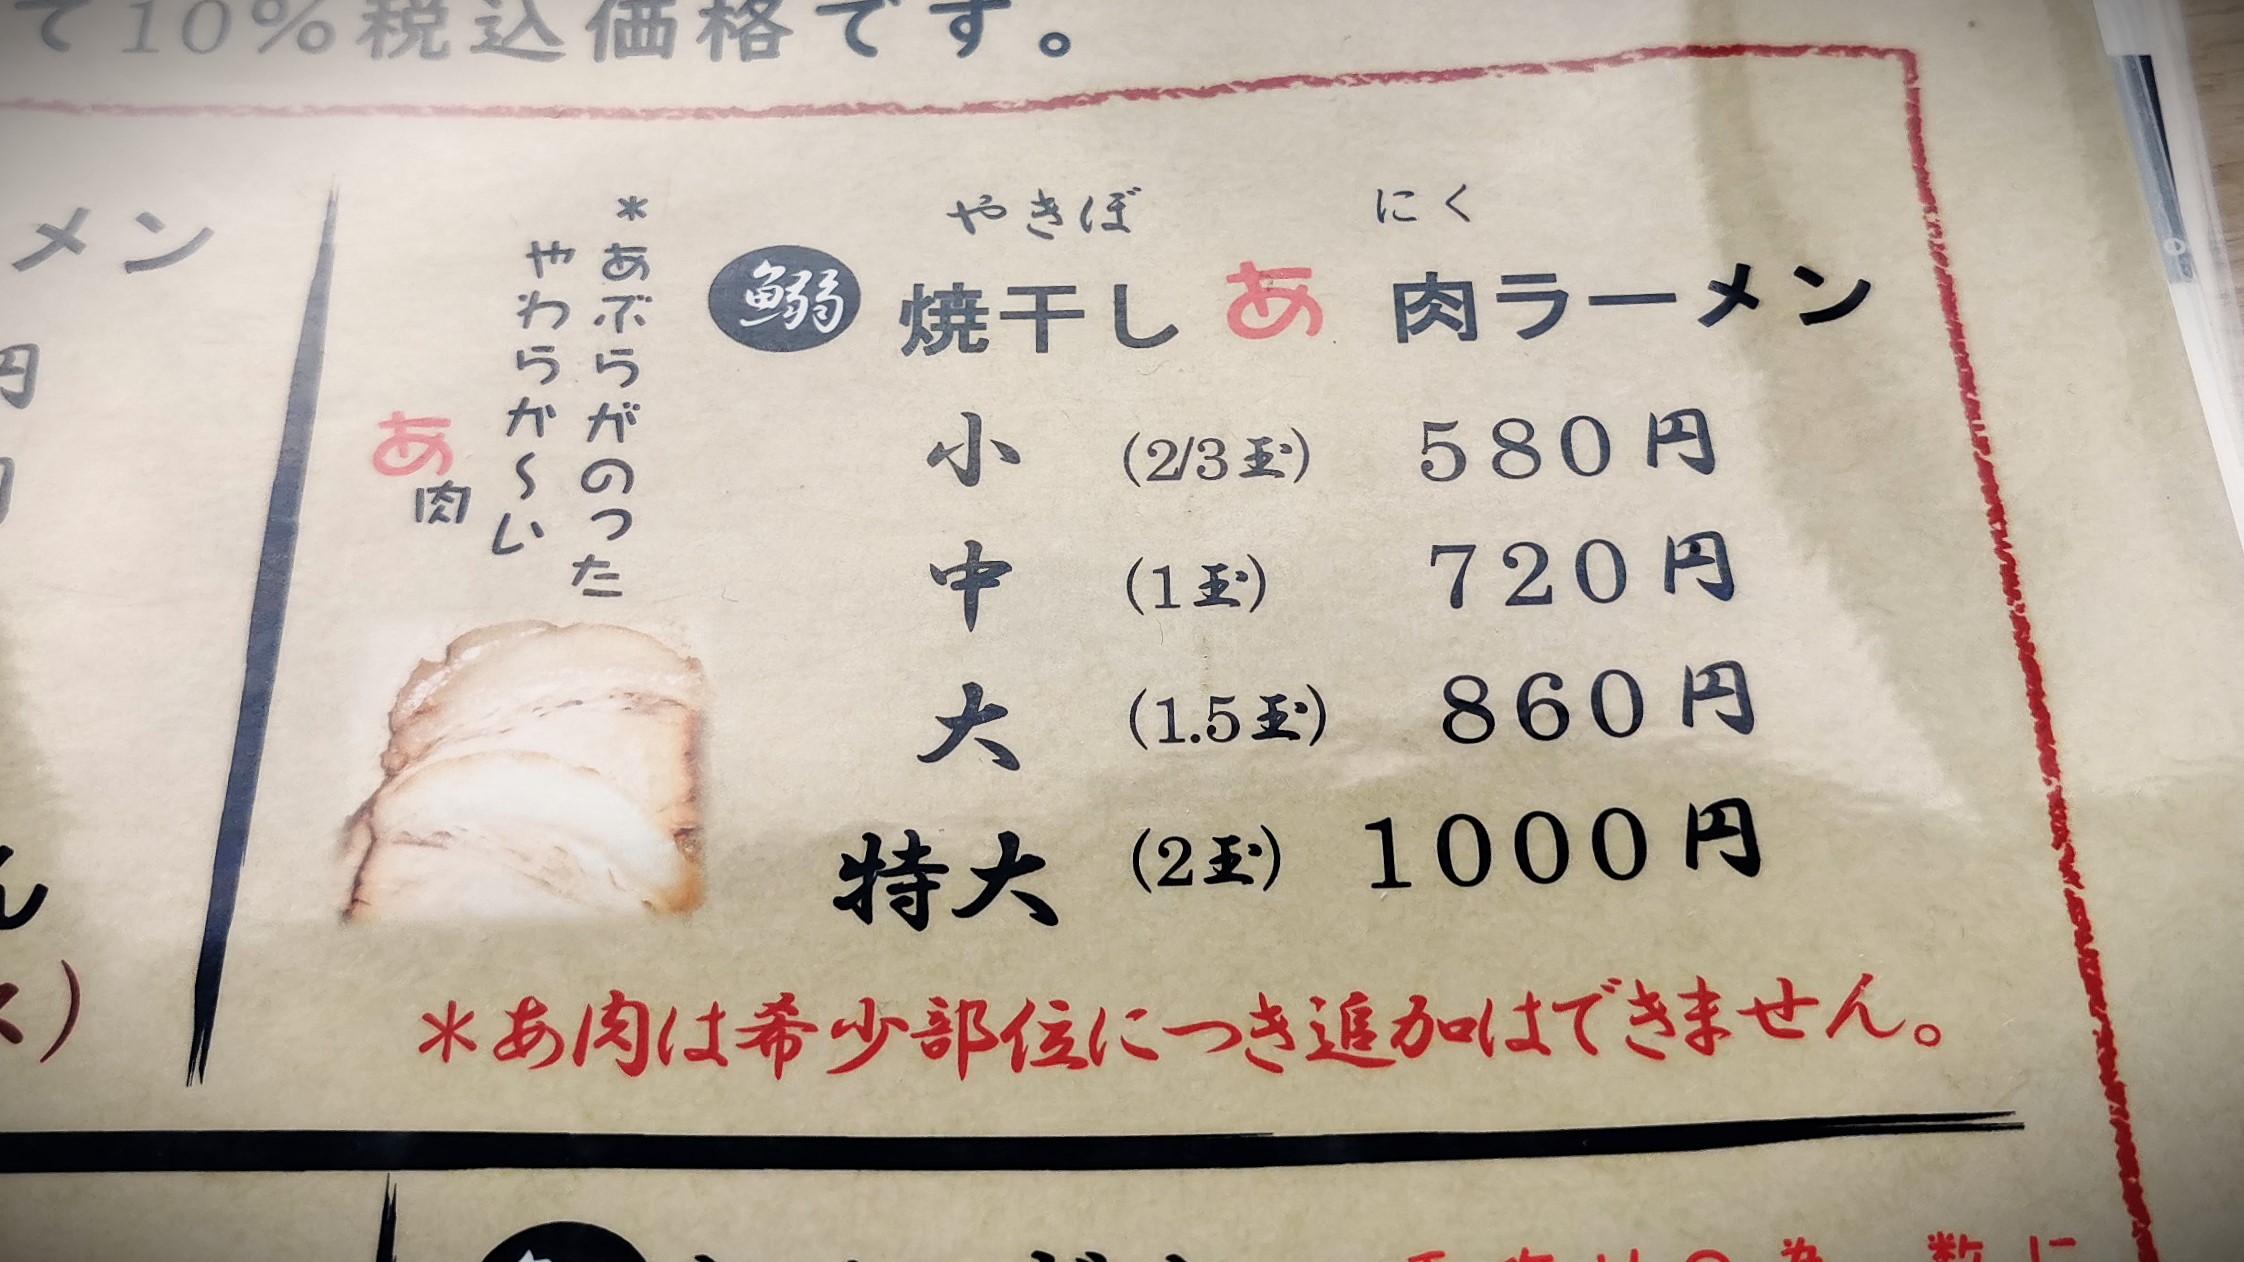 て10%税込価格です。
メン
円
やきぼ にく
鰯 焼干し あ 肉ラーメン
*あぶらがのった
やわらか～い
あ肉
小 (2/3玉) 580円
中 (1玉) 720円
大 (1.5玉) 860円
特大 (2玉) 1000円
*あ肉は希少部位につき追加はできません。